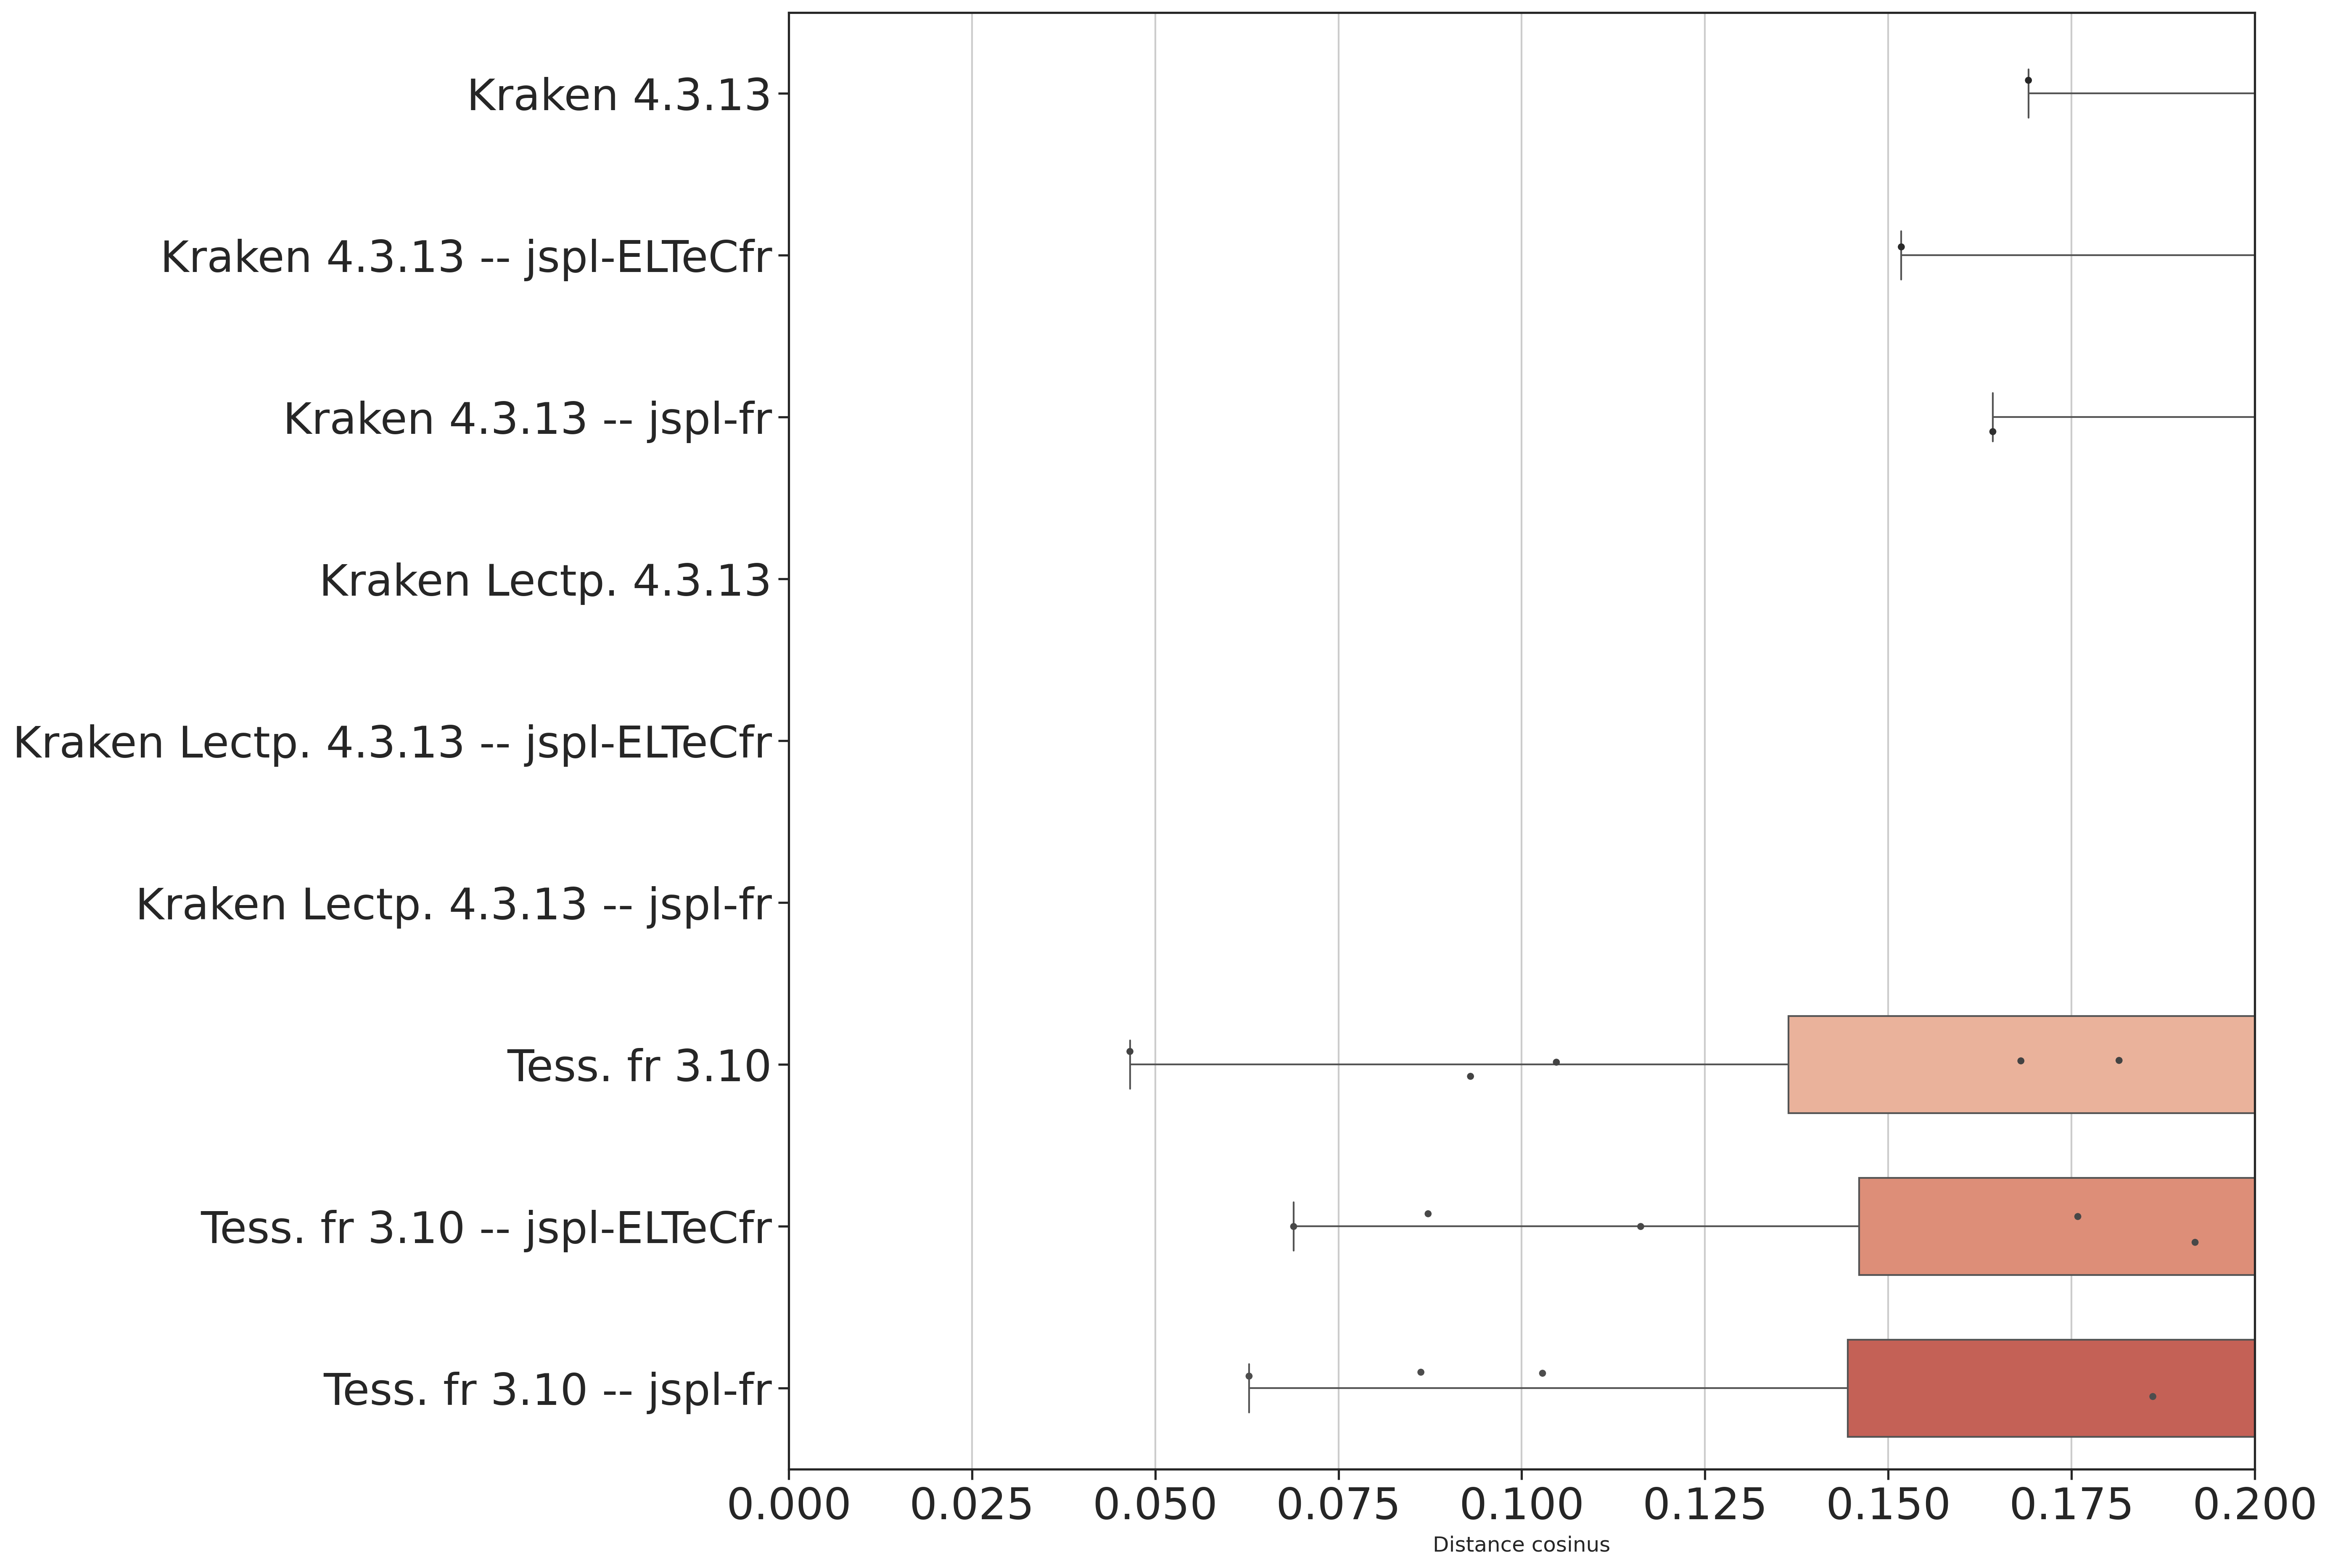 Kraken 4.3.13
Kraken 4.3.13 -- jspl-ELTeCfr
Kraken 4.3.13 -- jspl-fr
Kraken Lectp. 4.3.13
Kraken Lectp. 4.3.13 -- jspl-ELTeCfr
Kraken Lectp. 4.3.13 -- jspl-fr
Tess. fr 3.10
Tess. fr 3.10 -- jspl-ELTeCfr
Tess. fr 3.10 -- jspl-fr
0.000 0.025 0.050 0.075 0.100 0.125 0.150 0.175 0.200
Distance cosinus